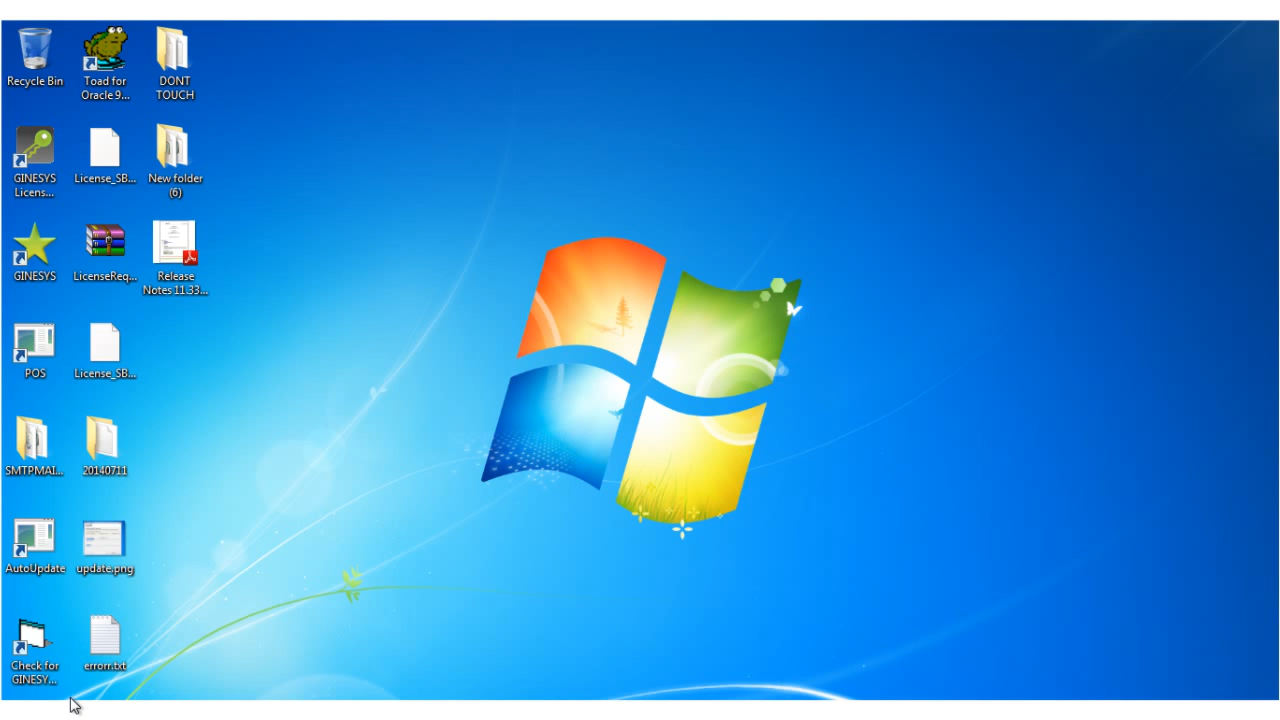 Recycle Bin
Toad for
Oracle 9...
DONT
TOUCH
GINESYS
Licens...
License_SB...
New folder
(6)
GINESYS
LicenseReq...
Release
Notes 11.33...
POS
License_SB...
SMTPMAI...
20140711
AutoUpdate
update.png
Check for
GINESY...
errorr.txt